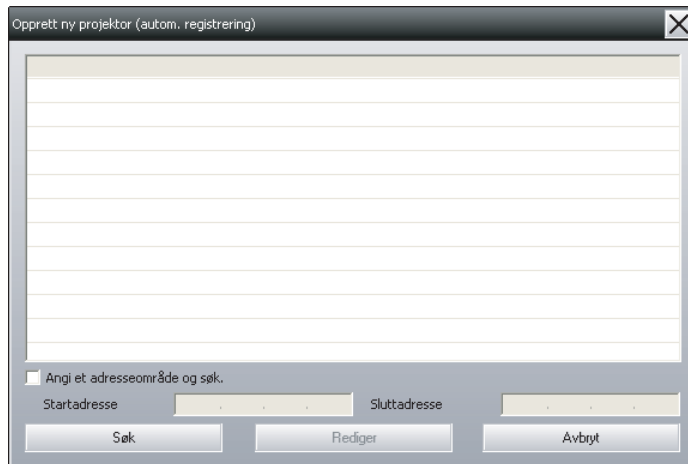 Opprett ny projektor (autom. registrering)
Angi et adresseområde og søk.
Startadresse . . . Sluttadresse . . .
Søk Rediger Avbryt